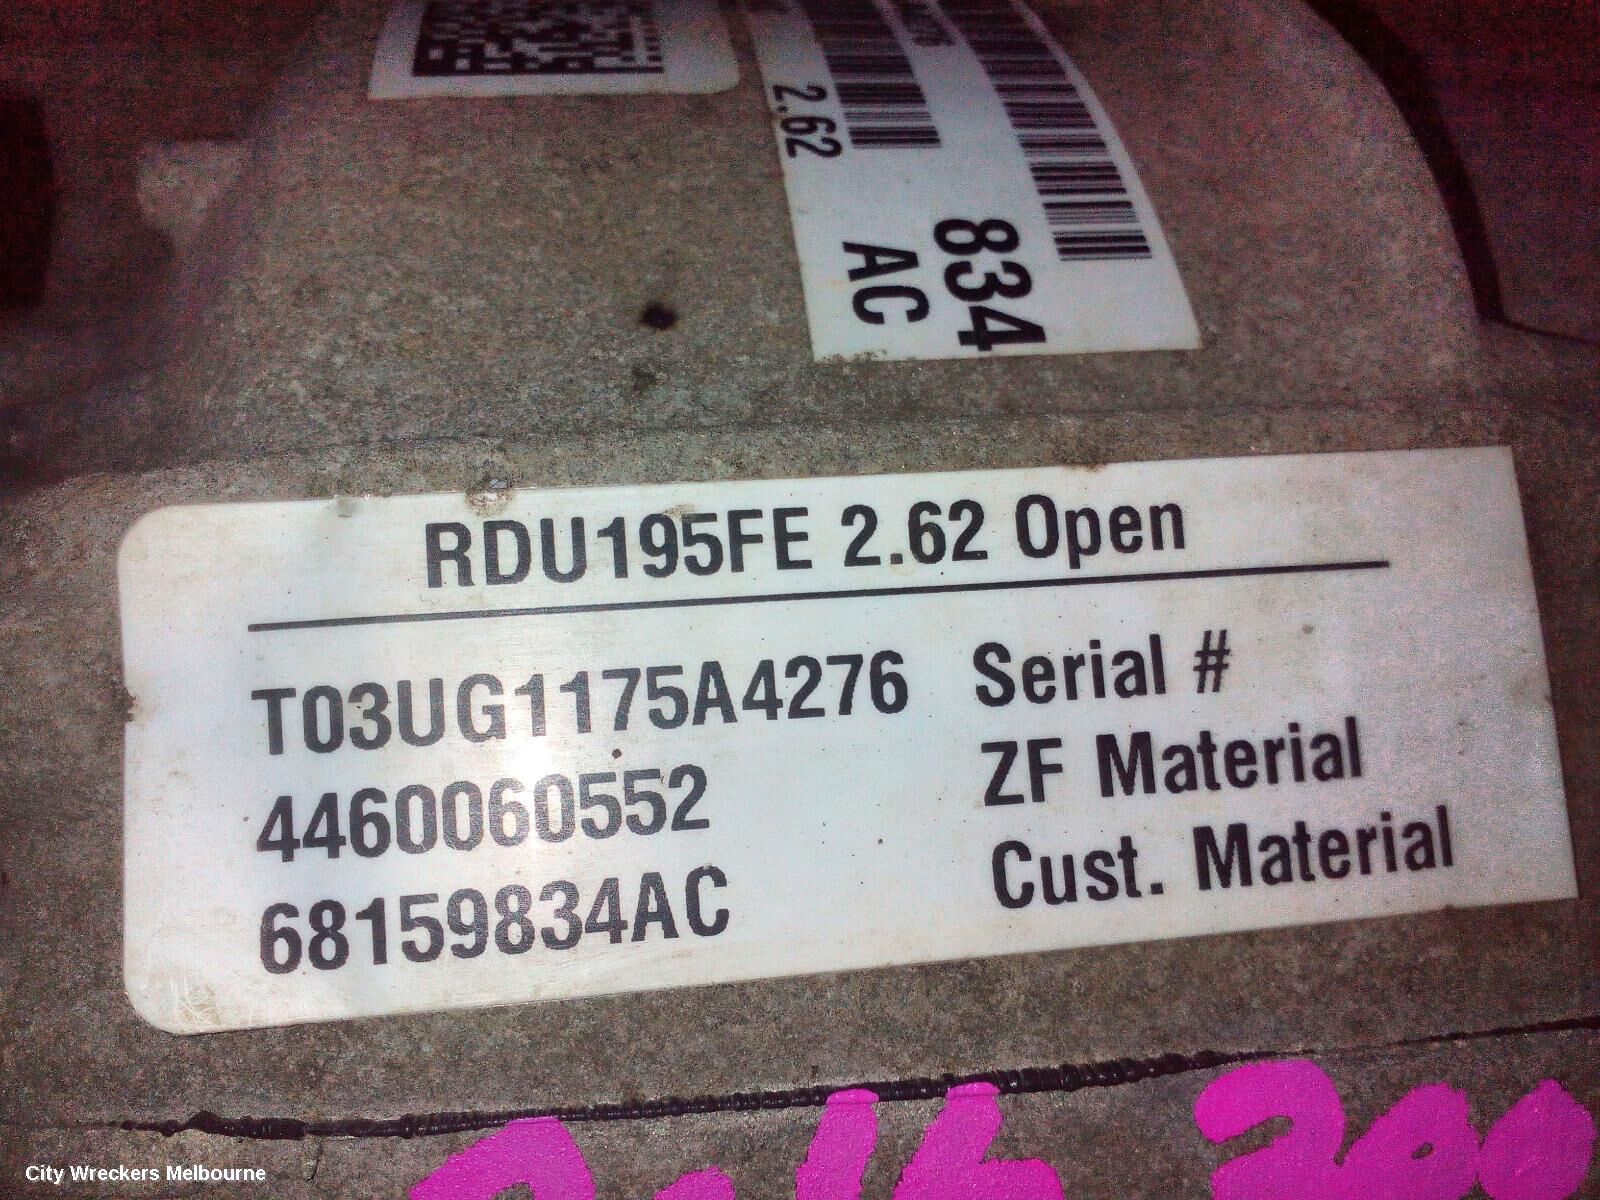 2.62
834
AC
RDU195FE 2.62 Open
T03UG1175A4276 Serial #
4460060552 ZF Material
68159834AC Cust. Material
City Wreckers Melbourne